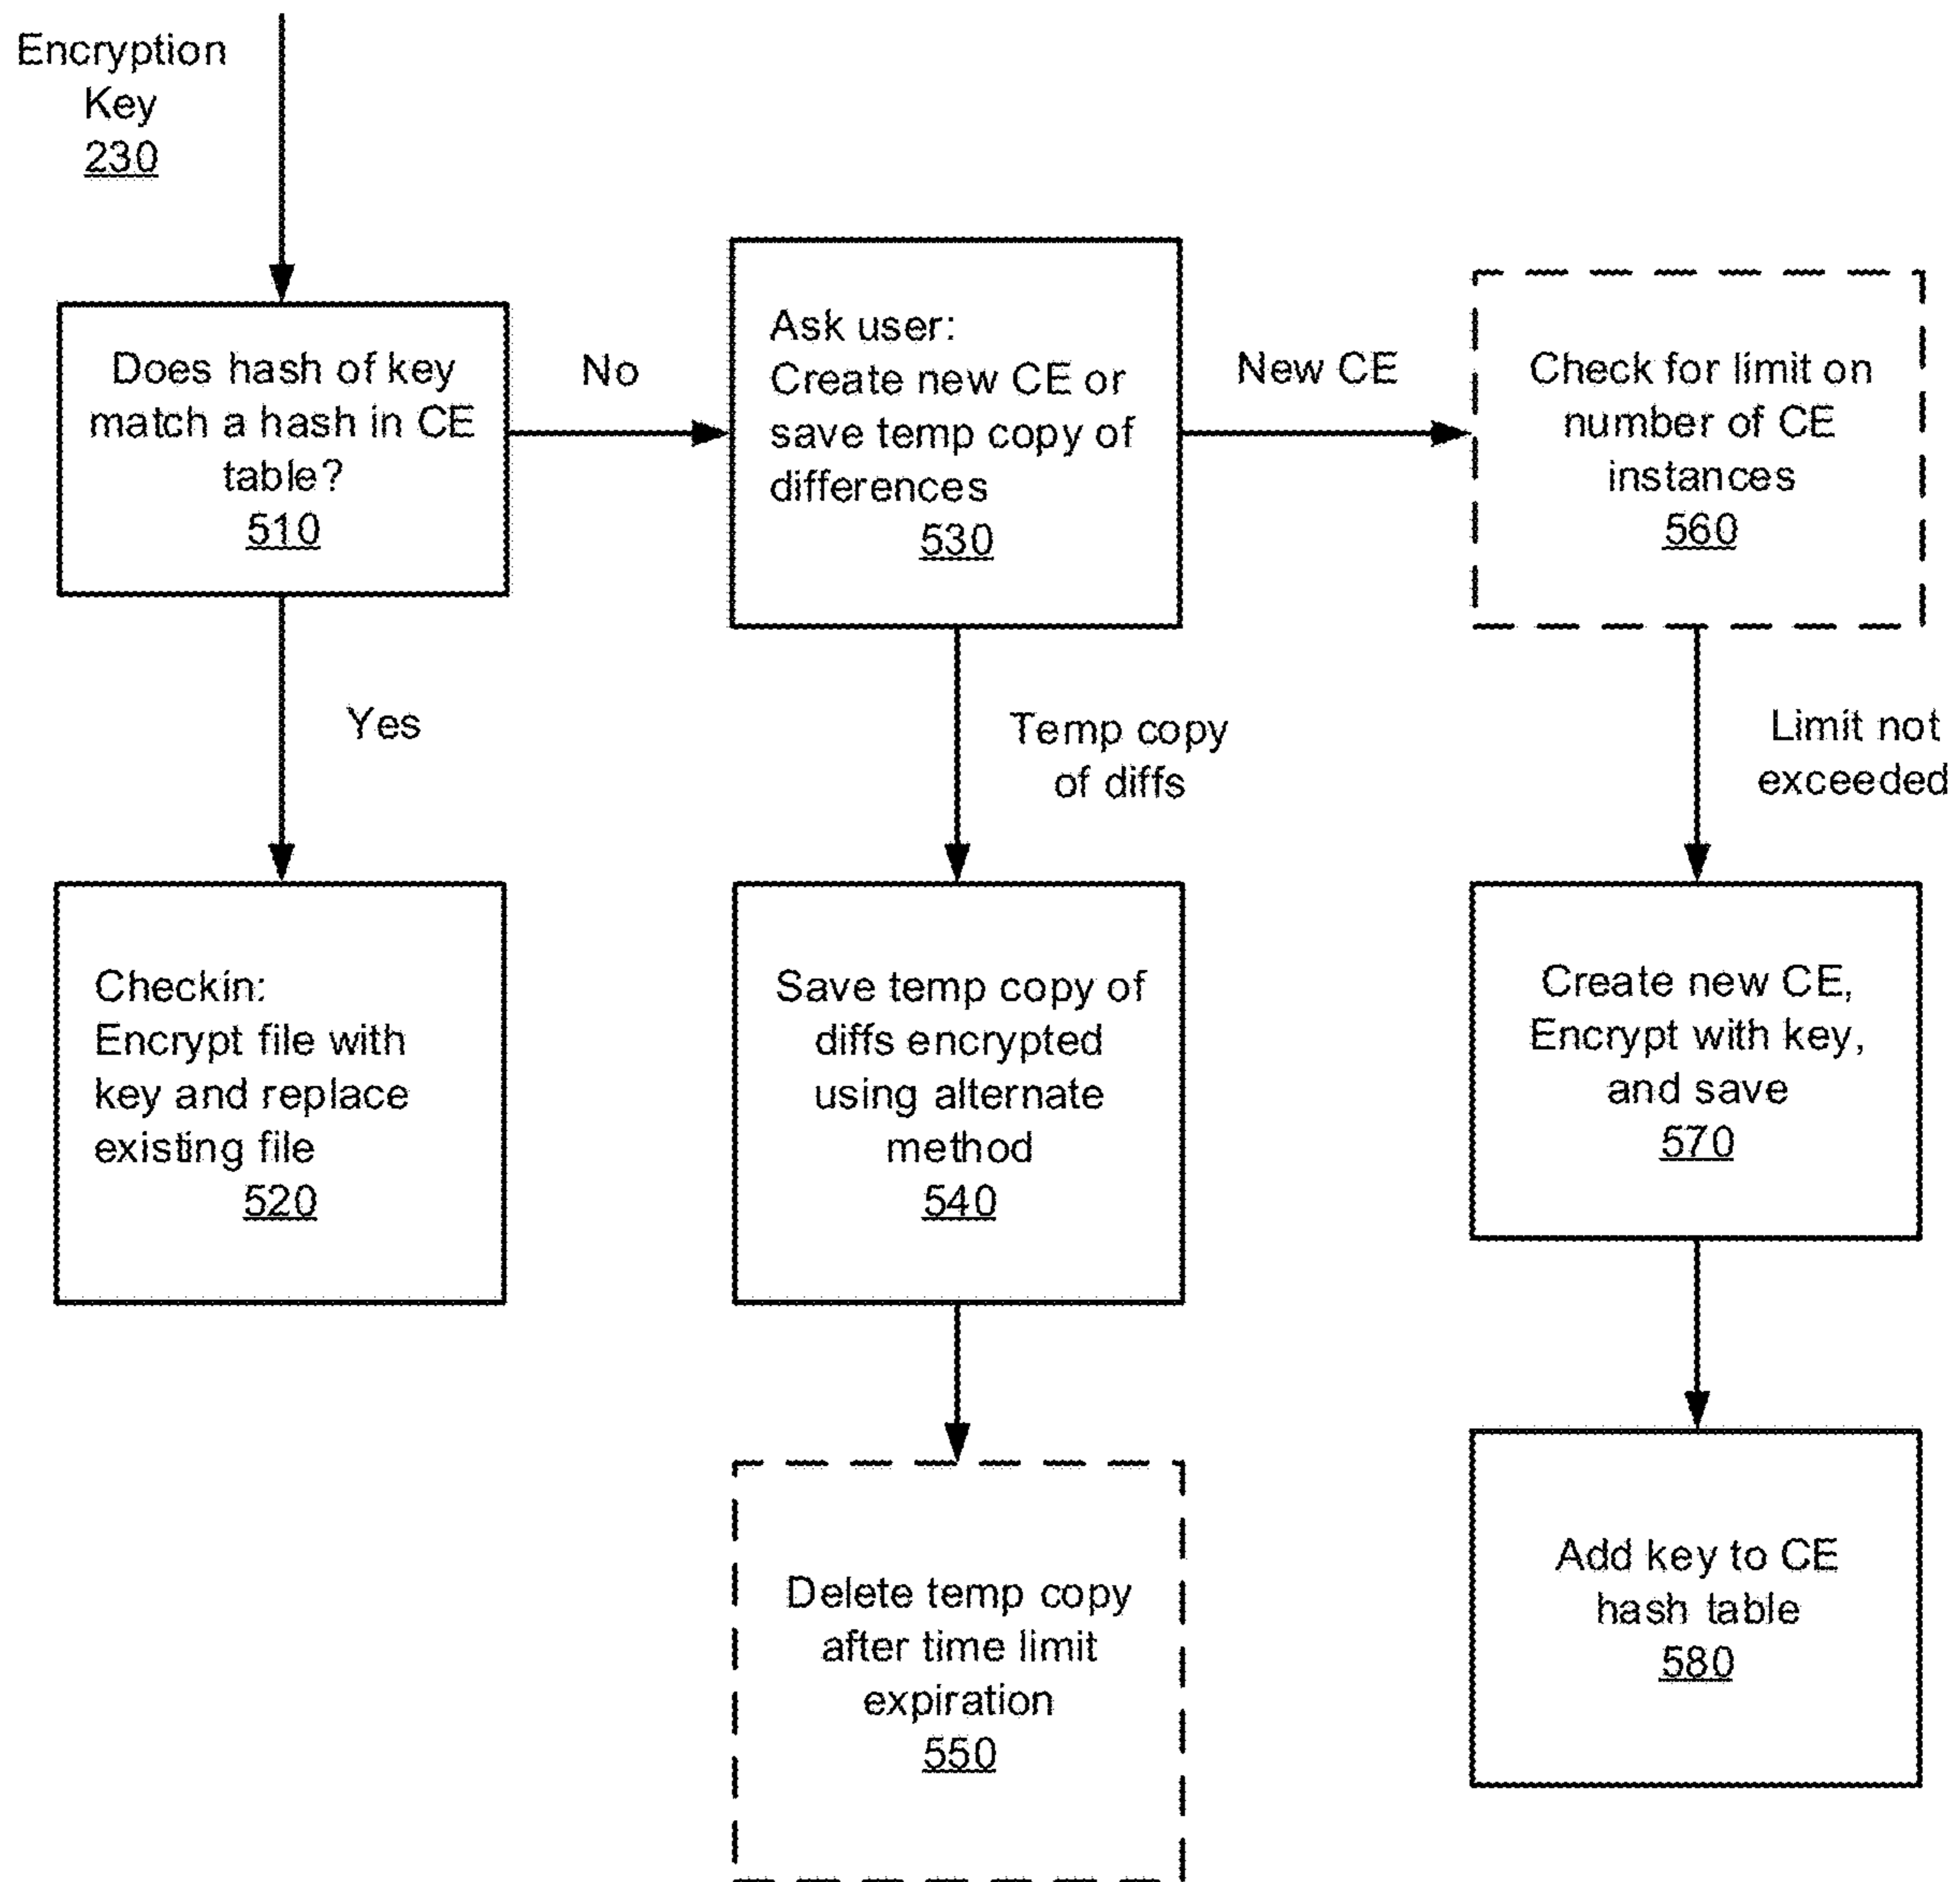 Encryption
Key
230
Does hash of key
match a hash in CE
table?
510
No
Ask user:
Create new CE or
save temp copy of
differences
530
New CE
Check for limit on
number of CE
instances
560
Yes
Temp copy
of diffs
Limit not
exceeded
Checkin:
Encrypt file with
key and replace
existing file
520
Save temp copy of
diffs encrypted
using alternate
method
540
Create new CE,
Encrypt with key,
and save
570
Delete temp copy
after time limit
expiration
550
Add key to CE
hash table
580